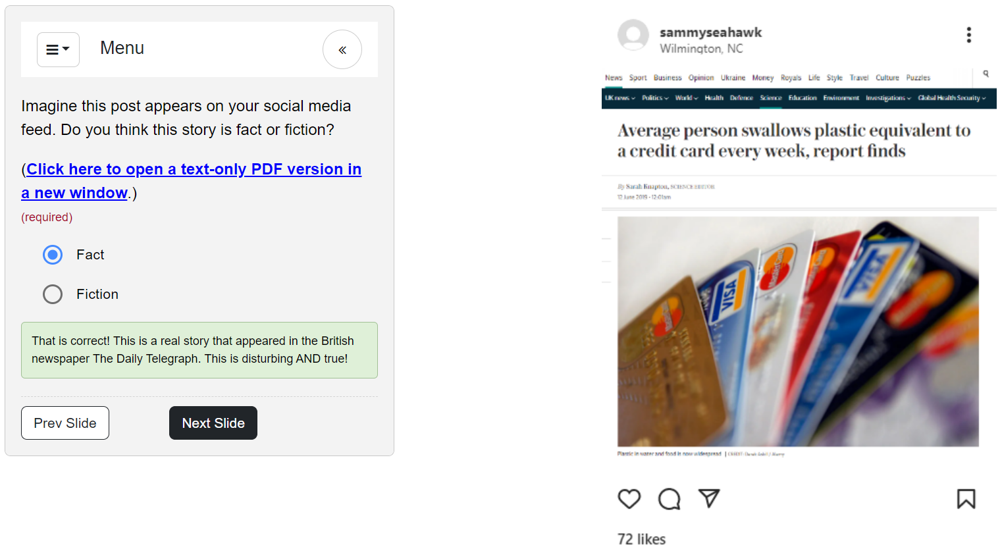 Menu
«
Imagine this post appears on your social media
feed. Do you think this story is fact or fiction?
(Click here to open a text-only PDF version in
a new window.)
(required)
Fact
Fiction
That is correct! This is a real story that appeared in the British
newspaper The Daily Telegraph. This is disturbing AND true!
Prev Slide
Next Slide
sammyseahawk
Wilmington, NC
News Sport Business Opinion Ukraine Money Royals Life Style Travel Culture Puzzles
UK news Politics World Health Defence Science Education Environment Investigations Global Health Security
Average person swallows plastic equivalent to
a credit card every week, report finds
By Sarah Knapton, SCIENCE EDITOR
12 June 2019 • 12:01am
MasterCard
VISA
MasterCard
MasterCard
VISA
Plastic in water and food is now widespread | CREDIT: / Alamy
72 likes